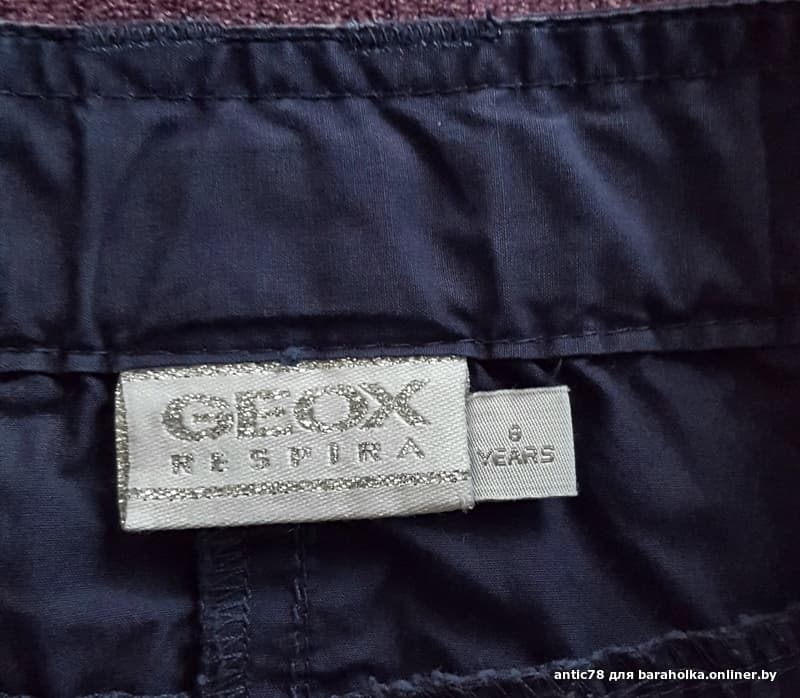 GEOX
RESPIRA
8
YEARS
antic78 для baraholka.onliner.by